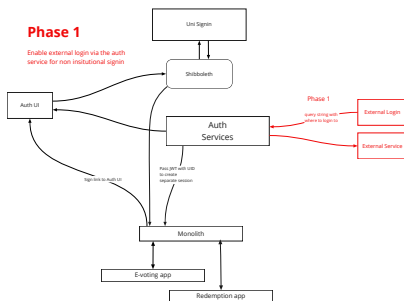 Phase 1
Enable external login via the auth
service for non insitutional signin
Uni Signin
Shibboleth
Auth UI
Auth
Services
Phase 1
query string with
where to login to
External Login
External Service
Pass JWT with UID
to create
separate session
Sign link to Auth UI
Monolith
E-voting app
Redemption app